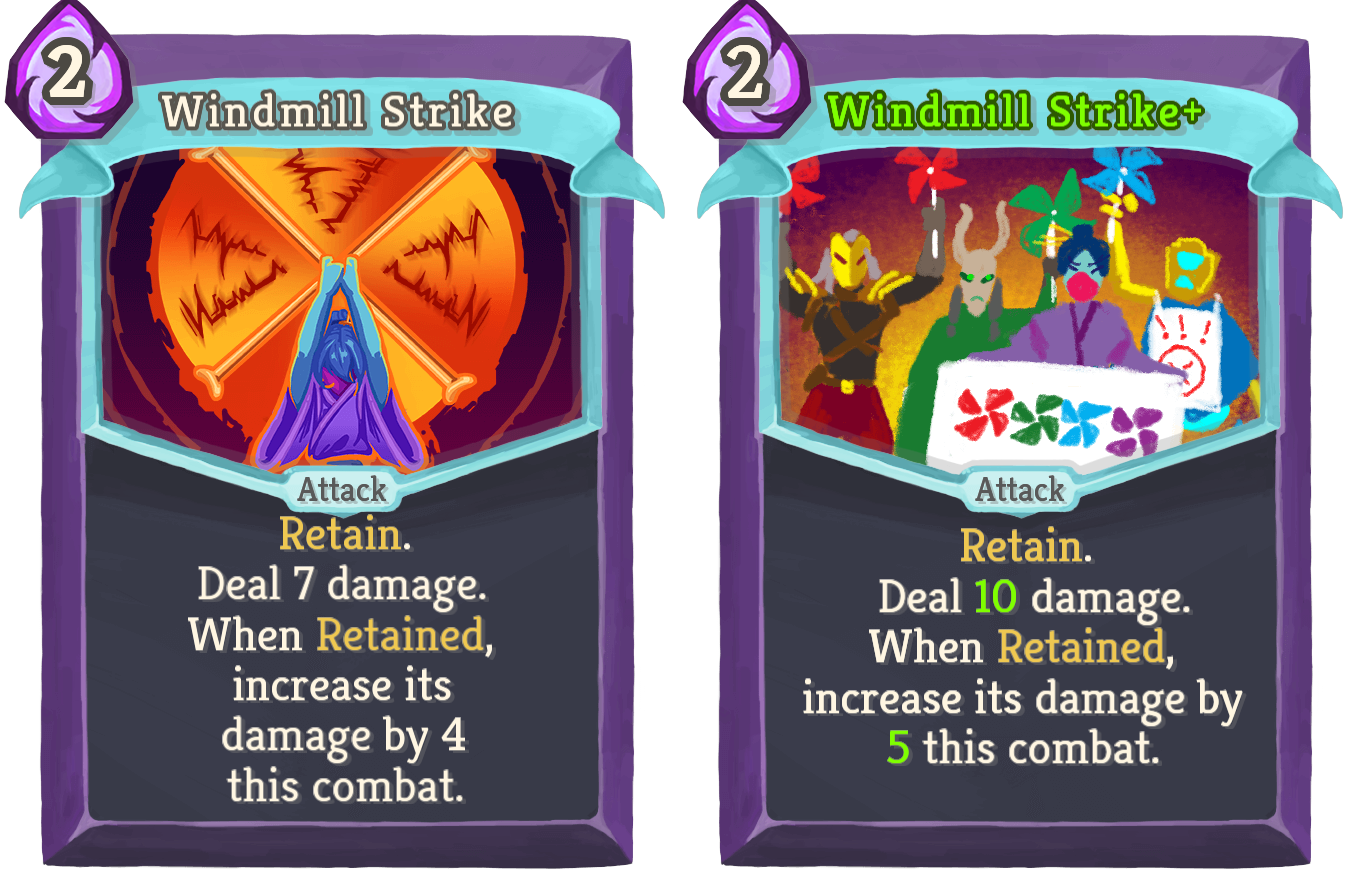 2
Windmill Strike
Attack
Retain.
Deal 7 damage.
When Retained,
increase its
damage by 4
this combat.
2
Windmill Strike+
!!!
Attack
Retain.
Deal 10 damage.
When Retained,
increase its damage by
5 this combat.